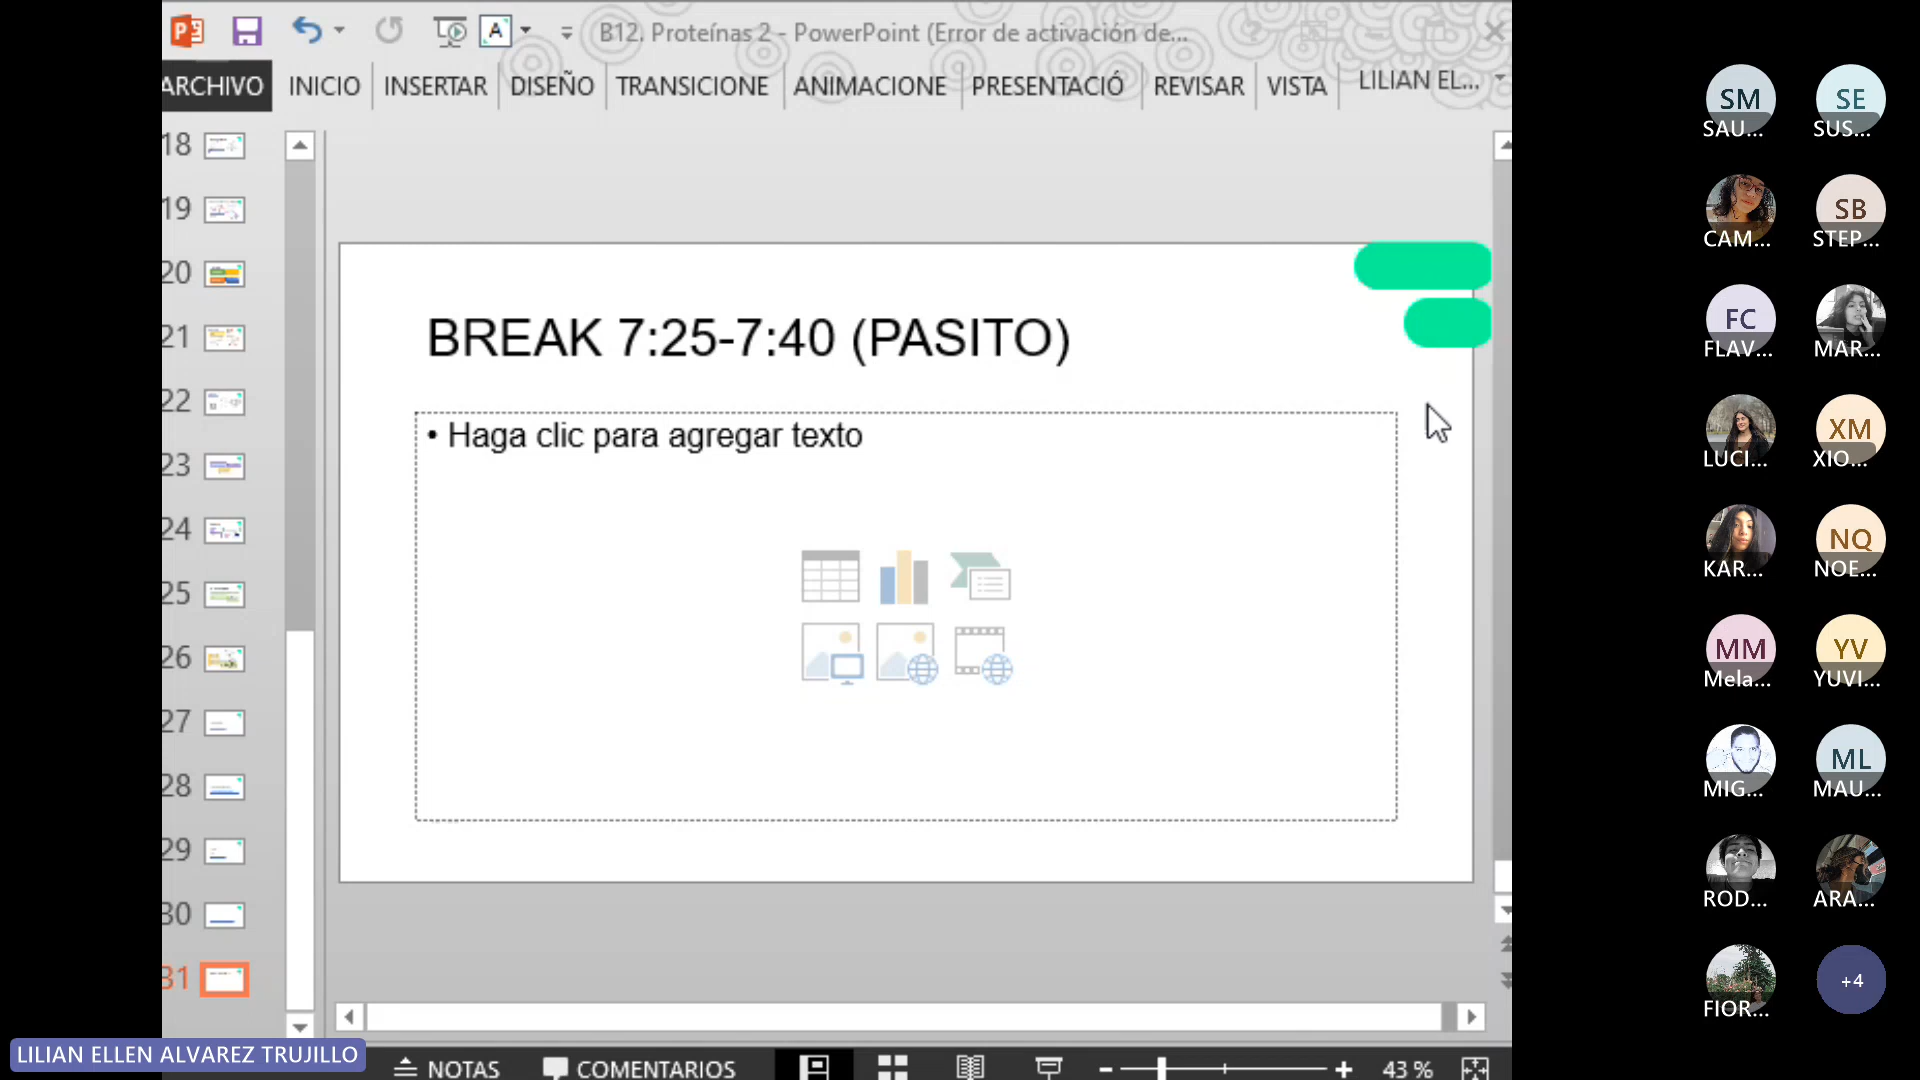 B12. Proteínas 2 - PowerPoint (Error de activación de...
ARCHIVO INICIO INSERTAR DISEÑO TRANSICIONE ANIMACIONE PRESENTACIÓ REVISAR VISTA LILIAN EL...
18
19
20
21
22
23
24
25
26
27
28
29
30
31
BREAK 7:25-7:40 (PASITO)
• Haga clic para agregar texto
LILIAN ELLEN ALVAREZ TRUJILLO
NOTAS COMENTARIOS 43 %
SM SE
SAU... SUS...
SB
CAM... STEP...
FC
FLAV... MAR...
XM
LUCI... XIO...
NQ
KAR... NOE...
MM YV
Mela... YUVI...
ML
MIG... MAU...
ROD... ARA...
+4
FIOR...